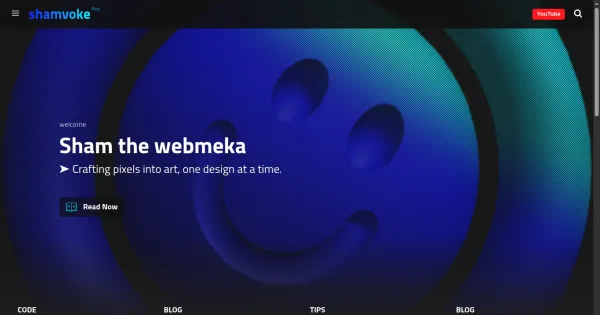 shamvoke Blog
YouTube
welcome
Sham the webmeka
➤ Crafting pixels into art, one design at a time.
Read Now
CODE BLOG TIPS BLOG